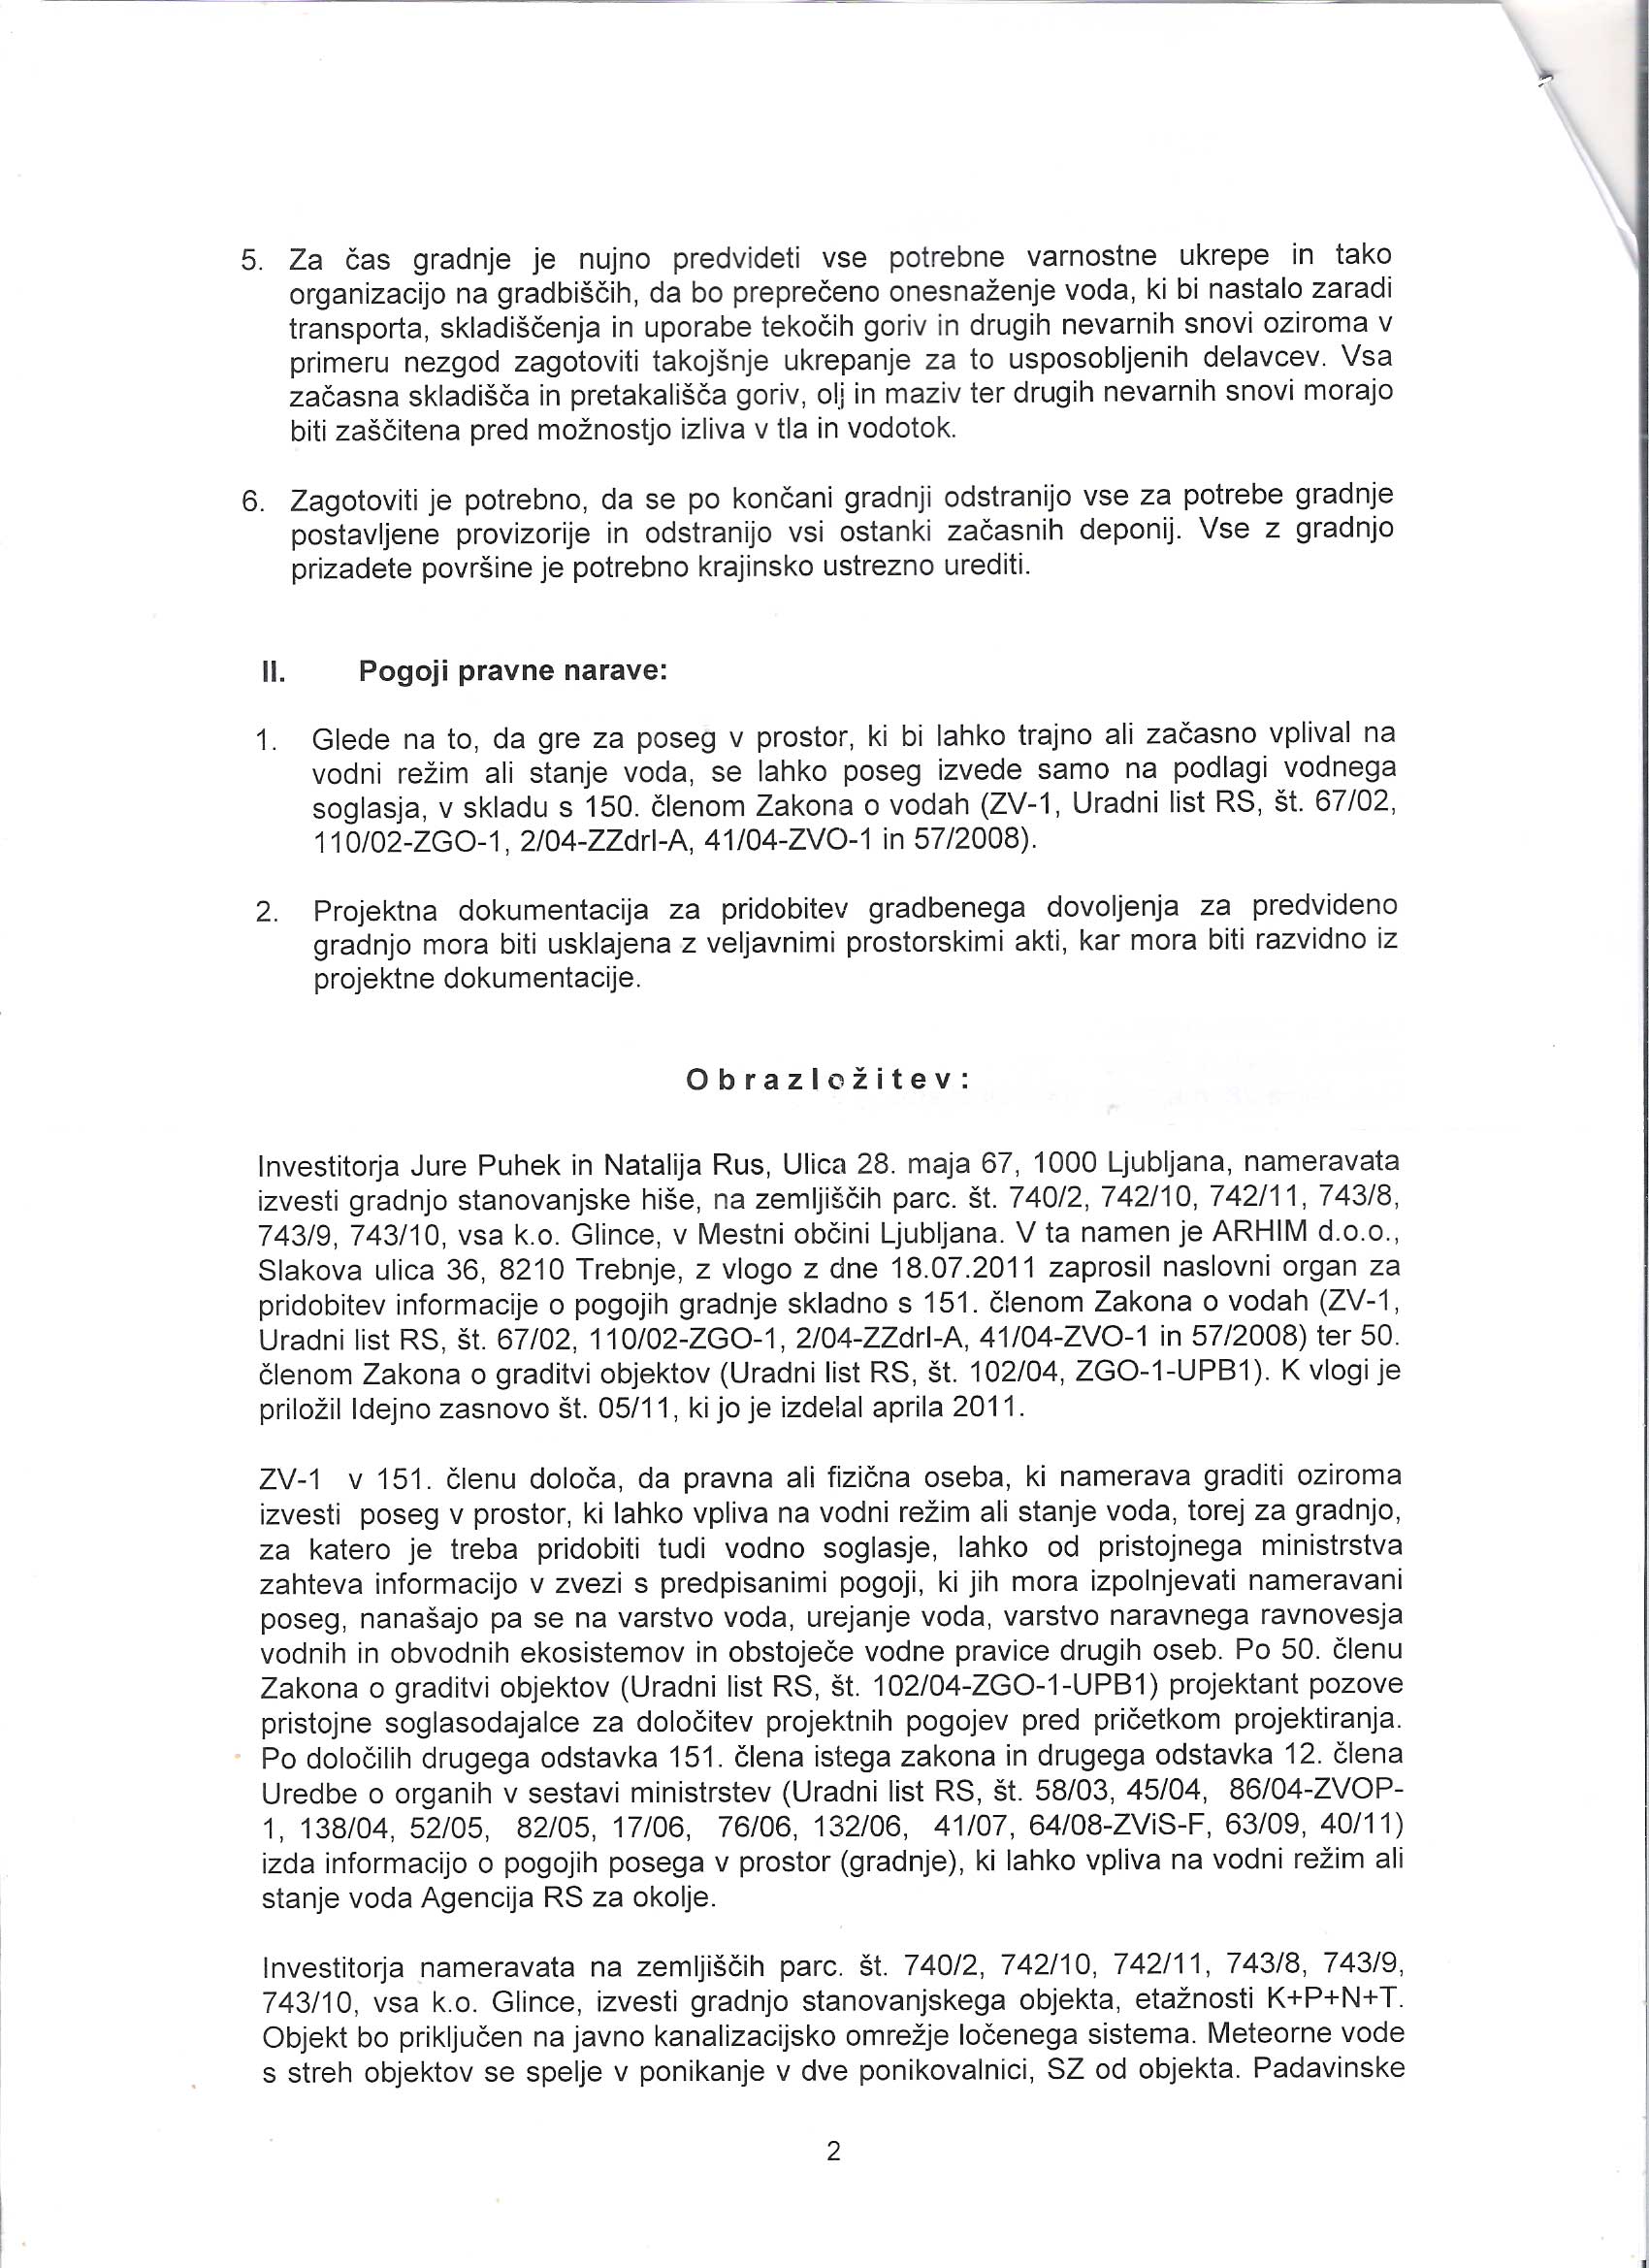 5. Za čas gradnje je nujno predvideti vse potrebne varnostne ukrepe in tako
organizacijo na gradbiščih, da bo preprečeno onesnaženje voda, ki bi nastalo zaradi
transporta, skladiščenja in uporabe tekočih goriv in drugih nevarnih snovi oziroma v
primeru nezgod zagotoviti takojšnje ukrepanje za to usposobljenih delavcev. Vsa
začasna skladišča in pretakališča goriv, olj in maziv ter drugih nevarnih snovi morajo
biti zaščitena pred možnostjo izliva v tla in vodotok.
6. Zagotoviti je potrebno, da se po končani gradnji odstranijo vse za potrebe gradnje
postavljene provizorije in odstranijo vsi ostanki začasnih deponij. Vse z gradnjo
prizadete površine je potrebno krajinsko ustrezno urediti.
II. Pogoji pravne narave:
1. Glede na to, da gre za poseg v prostor, ki bi lahko trajno ali začasno vplival na
vodni režim ali stanje voda, se lahko poseg izvede samo na podlagi vodnega
soglasja, v skladu s 150. členom Zakona o vodah (ZV-1, Uradni list RS, št. 67/02,
110/02-ZGO-1, 2/04-ZZdrI-A, 41/04-ZVO-1 in 57/2008).
2. Projektna dokumentacija za pridobitev gradbenega dovoljenja za predvideno
gradnjo mora biti usklajena z veljavnimi prostorskimi akti, kar mora biti razvidno iz
projektne dokumentacije.
O b r a z l o ž i t e v :
Investitorja Jure Puhek in Natalija Rus, Ulica 28. maja 67, 1000 Ljubljana, nameravata
izvesti gradnjo stanovanjske hiše, na zemljiščih parc. št. 740/2, 742/10, 742/11, 743/8,
743/9, 743/10, vsa k.o. Glince, v Mestni občini Ljubljana. V ta namen je ARHIM d.o.o.,
Slakova ulica 36, 8210 Trebnje, z vlogo z dne 18.07.2011 zaprosil naslovni organ za
pridobitev informacije o pogojih gradnje skladno s 151. členom Zakona o vodah (ZV-1,
Uradni list RS, št. 67/02, 110/02-ZGO-1, 2/04-ZZdrI-A, 41/04-ZVO-1 in 57/2008) ter 50.
členom Zakona o graditvi objektov (Uradni list RS, št. 102/04, ZGO-1-UPB1). K vlogi je
priložil Idejno zasnovo št. 05/11, ki jo je izdelal aprila 2011.
ZV-1 v 151. členu določa, da pravna ali fizična oseba, ki namerava graditi oziroma
izvesti poseg v prostor, ki lahko vpliva na vodni režim ali stanje voda, torej za gradnjo,
za katero je treba pridobiti tudi vodno soglasje, lahko od pristojnega ministrstva
zahteva informacijo v zvezi s predpisanimi pogoji, ki jih mora izpolnjevati nameravani
poseg, nanašajo pa se na varstvo voda, urejanje voda, varstvo naravnega ravnovesja
vodnih in obvodnih ekosistemov in obstoječe vodne pravice drugih oseb. Po 50. členu
Zakona o graditvi objektov (Uradni list RS, št. 102/04-ZGO-1-UPB1) projektant pozove
pristojne soglasodajalce za določitev projektnih pogojev pred pričetkom projektiranja.
Po določilih drugega odstavka 151. člena istega zakona in drugega odstavka 12. člena
Uredbe o organih v sestavi ministrstev (Uradni list RS, št. 58/03, 45/04, 86/04-ZVOP-
1, 138/04, 52/05, 82/05, 17/06, 76/06, 132/06, 41/07, 64/08-ZViS-F, 63/09, 40/11)
izda informacijo o pogojih posega v prostor (gradnje), ki lahko vpliva na vodni režim ali
stanje voda Agencija RS za okolje.
Investitorja nameravata na zemljiščih parc. št. 740/2, 742/10, 742/11, 743/8, 743/9,
743/10, vsa k.o. Glince, izvesti gradnjo stanovanjskega objekta, etažnosti K+P+N+T.
Objekt bo priključen na javno kanalizacijsko omrežje ločenega sistema. Meteorne vode
s streh objektov se spelje v ponikanje v dve ponikovalnici, SZ od objekta. Padavinske
2